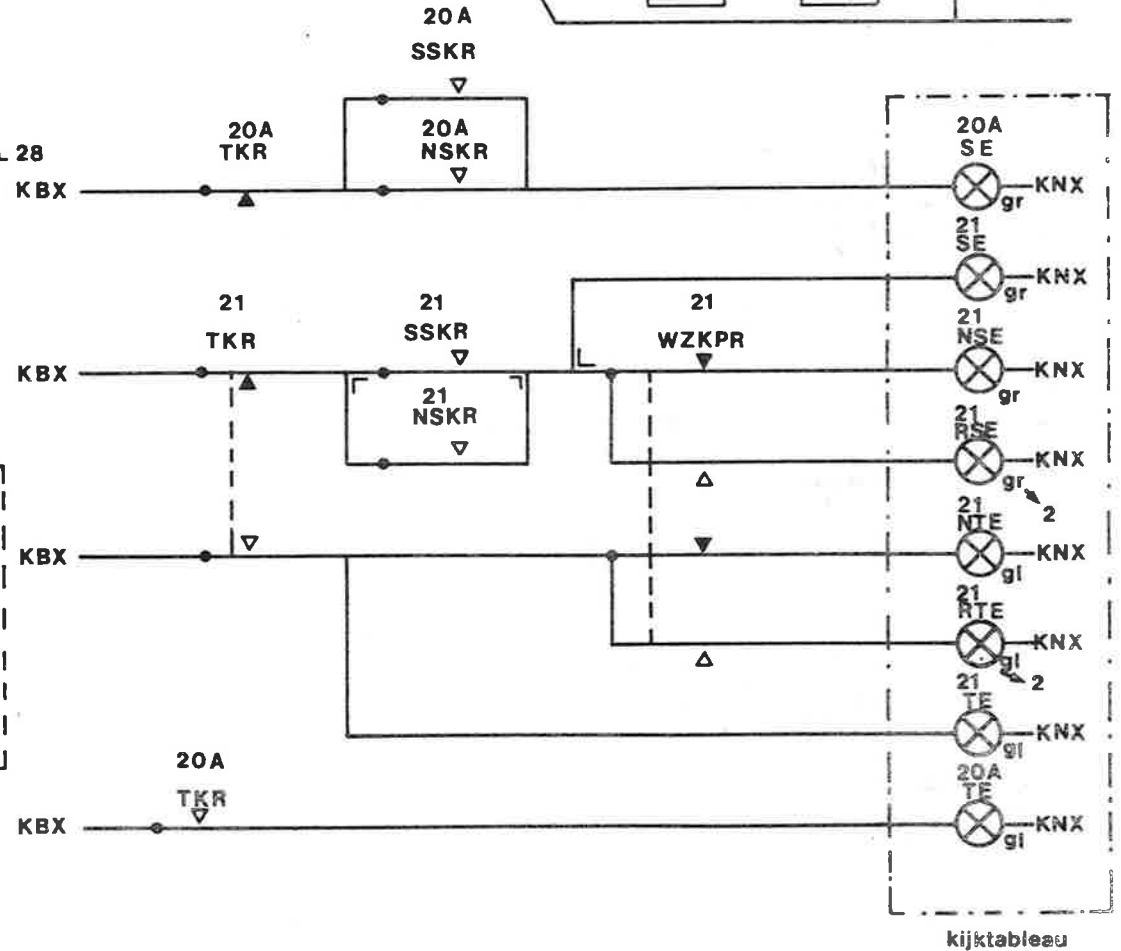 20A
SSKR
20A
TKR
20A
NSKR
20A
SE
28
KBX
KNX
gr
21
SE
KNX
gr
21
TKR
21
SSKR
21
WZKPR
21
NSE
KBX
KNX
gr
21
NSKR
21
RSE
KNX
gr
2
21
NTE
KBX
KNX
gl
21
RTE
KNX
gl
2
21
TE
KNX
gl
20A
TKR
20A
TE
KBX
KNX
gl
kijktableau